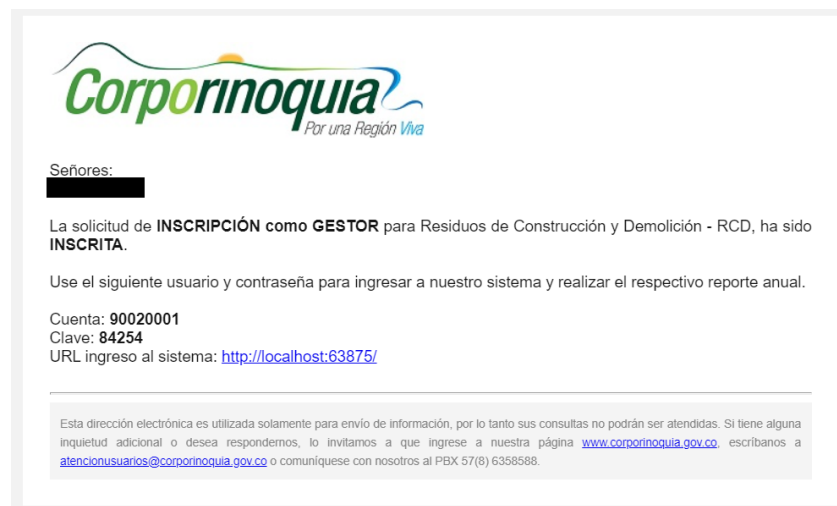 Corporinoquia
Por una Región Viva
Señores:
La solicitud de INSCRIPCIÓN como GESTOR para Residuos de Construcción y Demolición - RCD, ha sido
INSCRITA.
Use el siguiente usuario y contraseña para ingresar a nuestro sistema y realizar el respectivo reporte anual.
Cuenta: 90020001
Clave: 84254
URL ingreso al sistema: http://localhost:63875/
Esta dirección electrónica es utilizada solamente para envío de información, por lo tanto sus consultas no podrán ser atendidas. Si tiene alguna
inquietud adicional o desea respondernos, lo invitamos a que ingrese a nuestra página www.corporinoquia.gov.co, escríbanos a
atencionusuarios@corporinoquia.gov.co o comuníquese con nosotros al PBX 57(8) 6358588.